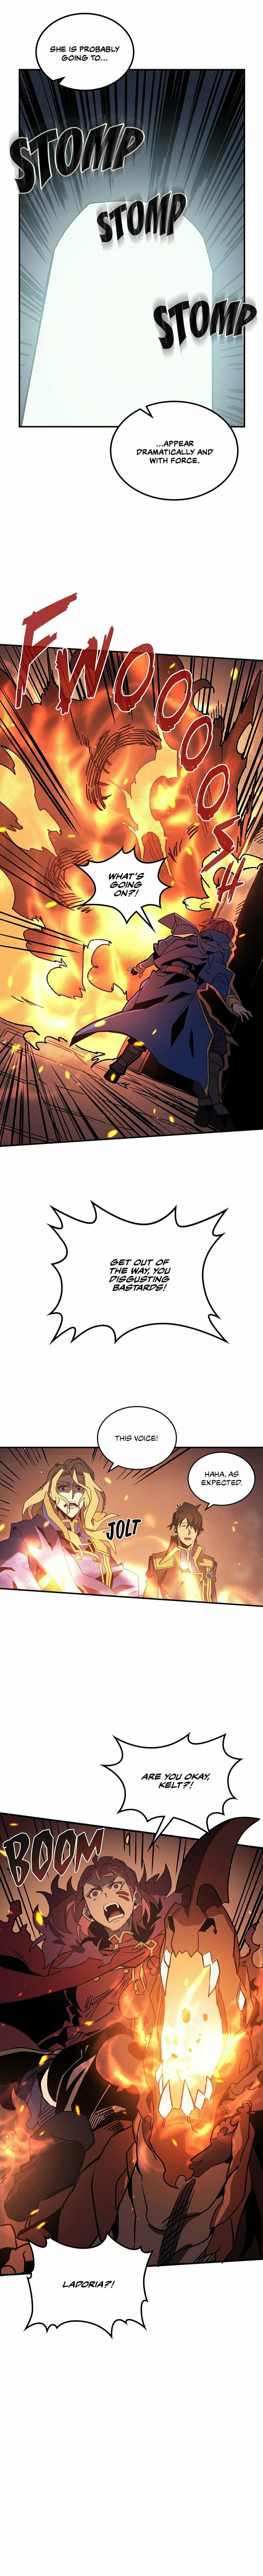 SHE IS PROBABLY
GOING TO...
STOMP
STOMP
STOMP
...APPEAR
DRAMATICALLY AND
WITH FORCE.
FWOOOOSH
WHAT'S
GOING
ON?!
GET OUT OF
THE WAY, YOU
DISGUSTING
BASTARDS!
THIS VOICE!
HAHA, AS
EXPECTED.
JOLT
ARE YOU OKAY,
KELT?!
BOOM
LADORIA?!